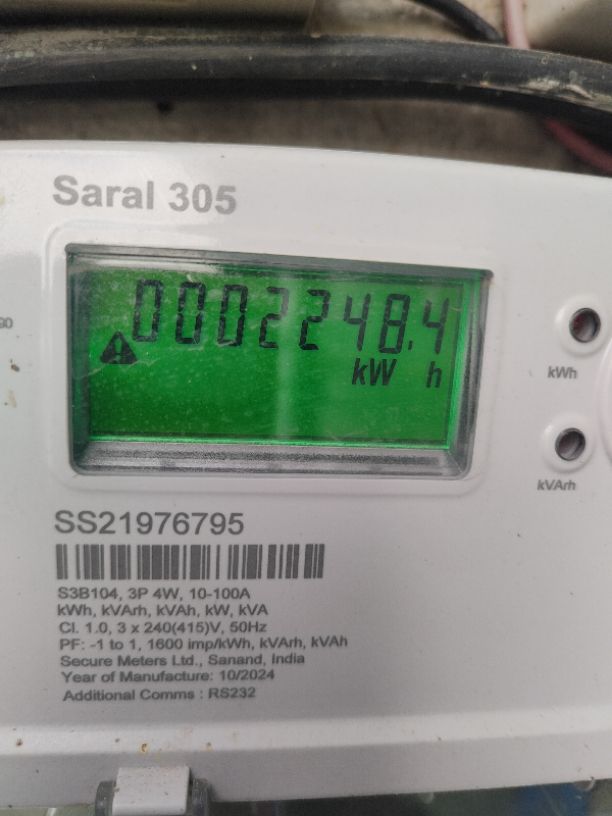 Saral 305
0002248.4
kW h
kWh
kVArh
SS21976795
S3B104, 3P 4W, 10-100A
kWh, kVArh, kVAh, kW, kVA
Cl. 1.0, 3 x 240(415)V, 50Hz
PF: -1 to 1, 1600 imp/kWh, kVArh, kVAh
Secure Meters Ltd., Sanand, India
Year of Manufacture: 10/2024
Additional Comms : RS232